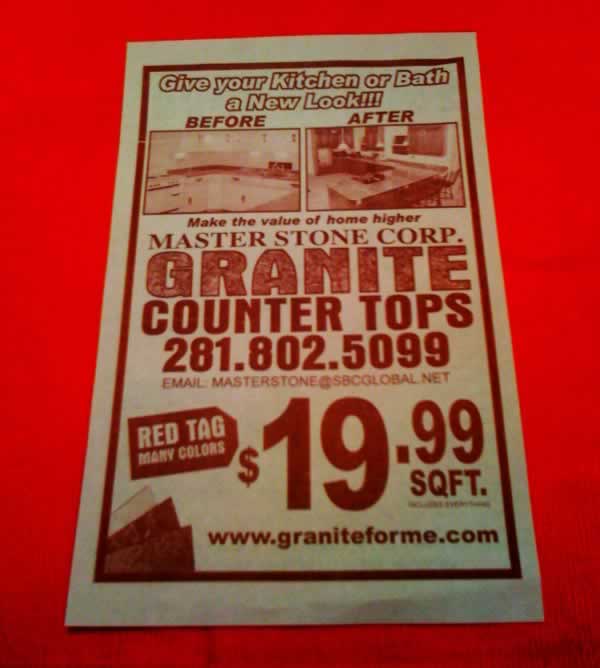 Give your Kitchen or Bath
a New Look!!!
BEFORE AFTER
Make the value of home higher
MASTER STONE CORP.
GRANITE
COUNTER TOPS
281.802.5099
EMAIL: MASTERSTONE@SBCGLOBAL.NET
RED TAG
MANY COLORS
$19.99
SQFT.
INCLUDES EVERYTHING
www.graniteforme.com